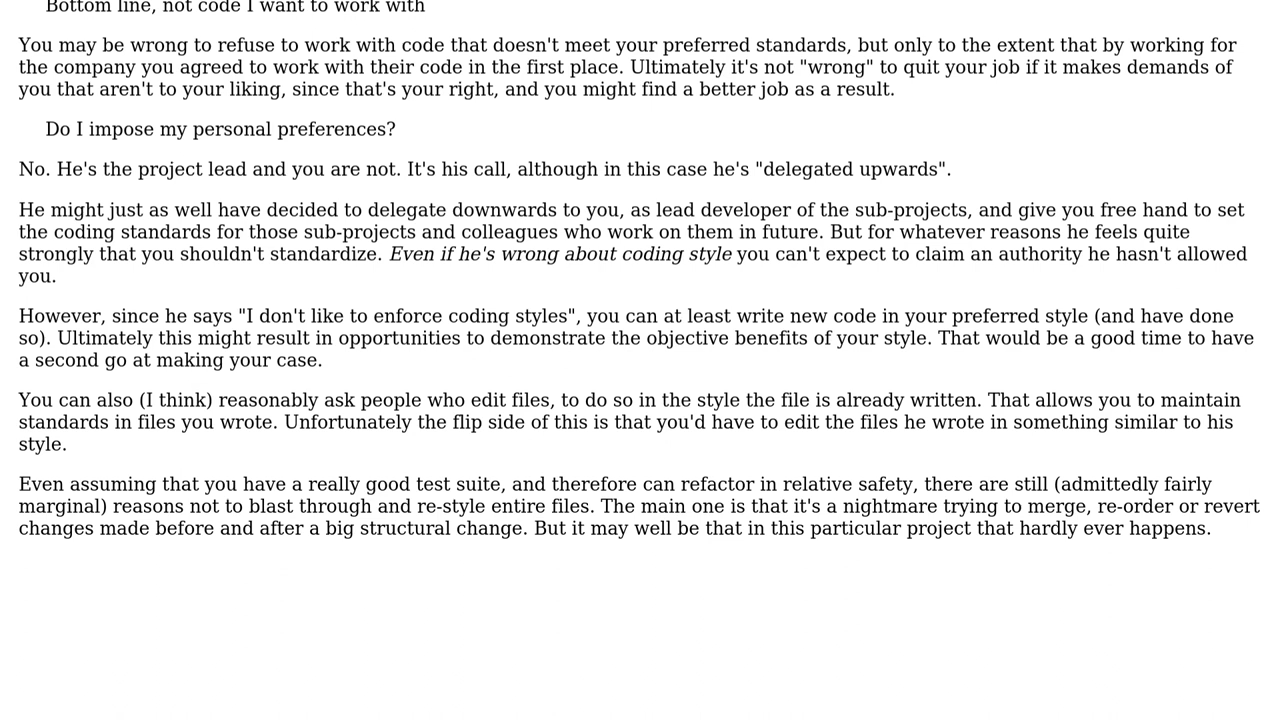 Bottom line, not code I want to work with
You may be wrong to refuse to work with code that doesn't meet your preferred standards, but only to the extent that by working for
the company you agreed to work with their code in the first place. Ultimately it's not "wrong" to quit your job if it makes demands of
you that aren't to your liking, since that's your right, and you might find a better job as a result.
Do I impose my personal preferences?
No. He's the project lead and you are not. It's his call, although in this case he's "delegated upwards".
He might just as well have decided to delegate downwards to you, as lead developer of the sub-projects, and give you free hand to set
the coding standards for those sub-projects and colleagues who work on them in future. But for whatever reasons he feels quite
strongly that you shouldn't standardize. Even if he's wrong about coding style you can't expect to claim an authority he hasn't allowed
you.
However, since he says "I don't like to enforce coding styles", you can at least write new code in your preferred style (and have done
so). Ultimately this might result in opportunities to demonstrate the objective benefits of your style. That would be a good time to have
a second go at making your case.
You can also (I think) reasonably ask people who edit files, to do so in the style the file is already written. That allows you to maintain
standards in files you wrote. Unfortunately the flip side of this is that you'd have to edit the files he wrote in something similar to his
style.
Even assuming that you have a really good test suite, and therefore can refactor in relative safety, there are still (admittedly fairly
marginal) reasons not to blast through and re-style entire files. The main one is that it's a nightmare trying to merge, re-order or revert
changes made before and after a big structural change. But it may well be that in this particular project that hardly ever happens.